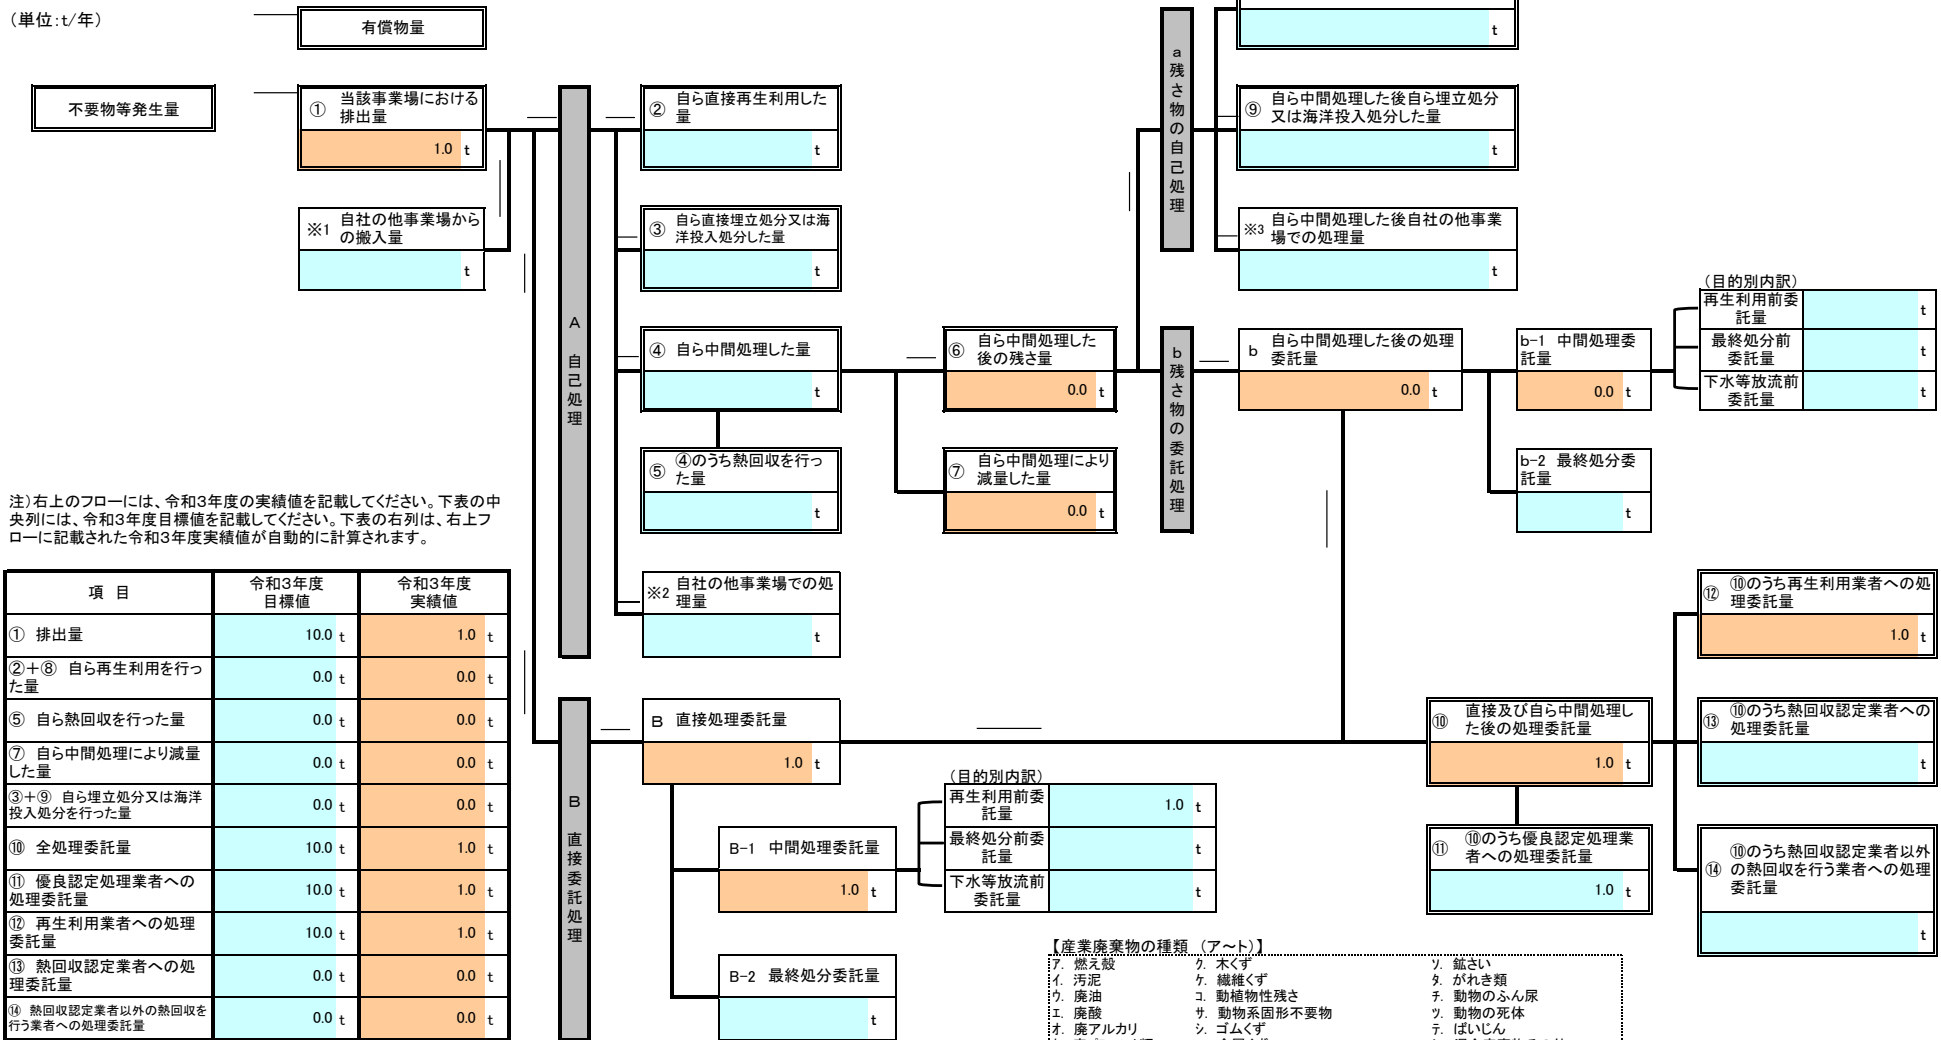 (単位:t/年)
有償物量
不要物等発生量
① 当該事業場における
排出量
1.0 t
※1 自社の他事業場から
の搬入量
t
A 自己処理
② 自ら直接再生利用した
量
t
③ 自ら直接埋立処分又は海
洋投入処分した量
t
④ 自ら中間処理した量
t
⑤ ④のうち熱回収を行っ
た量
t
※2 自社の他事業場での処
理量
t
⑥ 自ら中間処理した
後の残さ量
0.0 t
⑦ 自ら中間処理により
減量した量
0.0 t
a 残さ物の自己処理
t
⑨ 自ら中間処理した後自ら埋立処分
又は海洋投入処分した量
t
※3 自ら中間処理した後自社の他事業
場での処理量
t
b 残さ物の委託処理
b 自ら中間処理した後の処理
委託量
0.0 t
b-1 中間処理委
託量
0.0 t
b-2 最終処分委
託量
t
(目的別内訳)
再生利用前委
託量
t
最終処分前
委託量
t
下水等放流前
委託量
t
注)右上のフローには、令和3年度の実績値を記載してください。下表の中
央列には、令和3年度目標値を記載してください。下表の右列は、右上フ
ローに記載された令和3年度実績値が自動的に計算されます。
項 目 令和3年度
目標値 令和3年度
実績値
① 排出量 10.0 t 1.0 t
②+⑧ 自ら再生利用を行っ
た量 0.0 t 0.0 t
⑤ 自ら熱回収を行った量 0.0 t 0.0 t
⑦ 自ら中間処理により減量
した量 0.0 t 0.0 t
③+⑨ 自ら埋立処分又は海洋
投入処分を行った量 0.0 t 0.0 t
⑩ 全処理委託量 10.0 t 1.0 t
⑪ 優良認定処理業者への
処理委託量 10.0 t 1.0 t
⑫ 再生利用業者への処理
委託量 10.0 t 1.0 t
⑬ 熱回収認定業者への処
理委託量 0.0 t 0.0 t
⑭ 熱回収認定業者以外の熱回収を
行う業者への処理委託量 0.0 t 0.0 t
B 直接委託処理
B 直接処理委託量
1.0 t
B-1 中間処理委託量
1.0 t
B-2 最終処分委託量
t
(目的別内訳)
再生利用前委
託量
1.0 t
最終処分前委
託量
t
下水等放流前
委託量
t
⑩ 直接及び自ら中間処理し
た後の処理委託量
1.0 t
⑪ ⑩のうち優良認定処理業
者への処理委託量
1.0 t
⑫ ⑩のうち再生利用業者への処
理委託量
1.0 t
⑬ ⑩のうち熱回収認定業者への
処理委託量
t
⑭ ⑩のうち熱回収認定業者以外
の熱回収を行う業者への処理
委託量
t
【産業廃棄物の種類 (ア~ト)】
ア. 燃え殻 ク. 木くず ソ. 鉱さい
イ. 汚泥 ケ. 繊維くず タ. がれき類
ウ. 廃油 コ. 動植物性残さ チ. 動物のふん尿
エ. 廃酸 サ. 動物系固形不要物 ツ. 動物の死体
オ. 廃アルカリ シ. ゴムくず テ. ばいじん